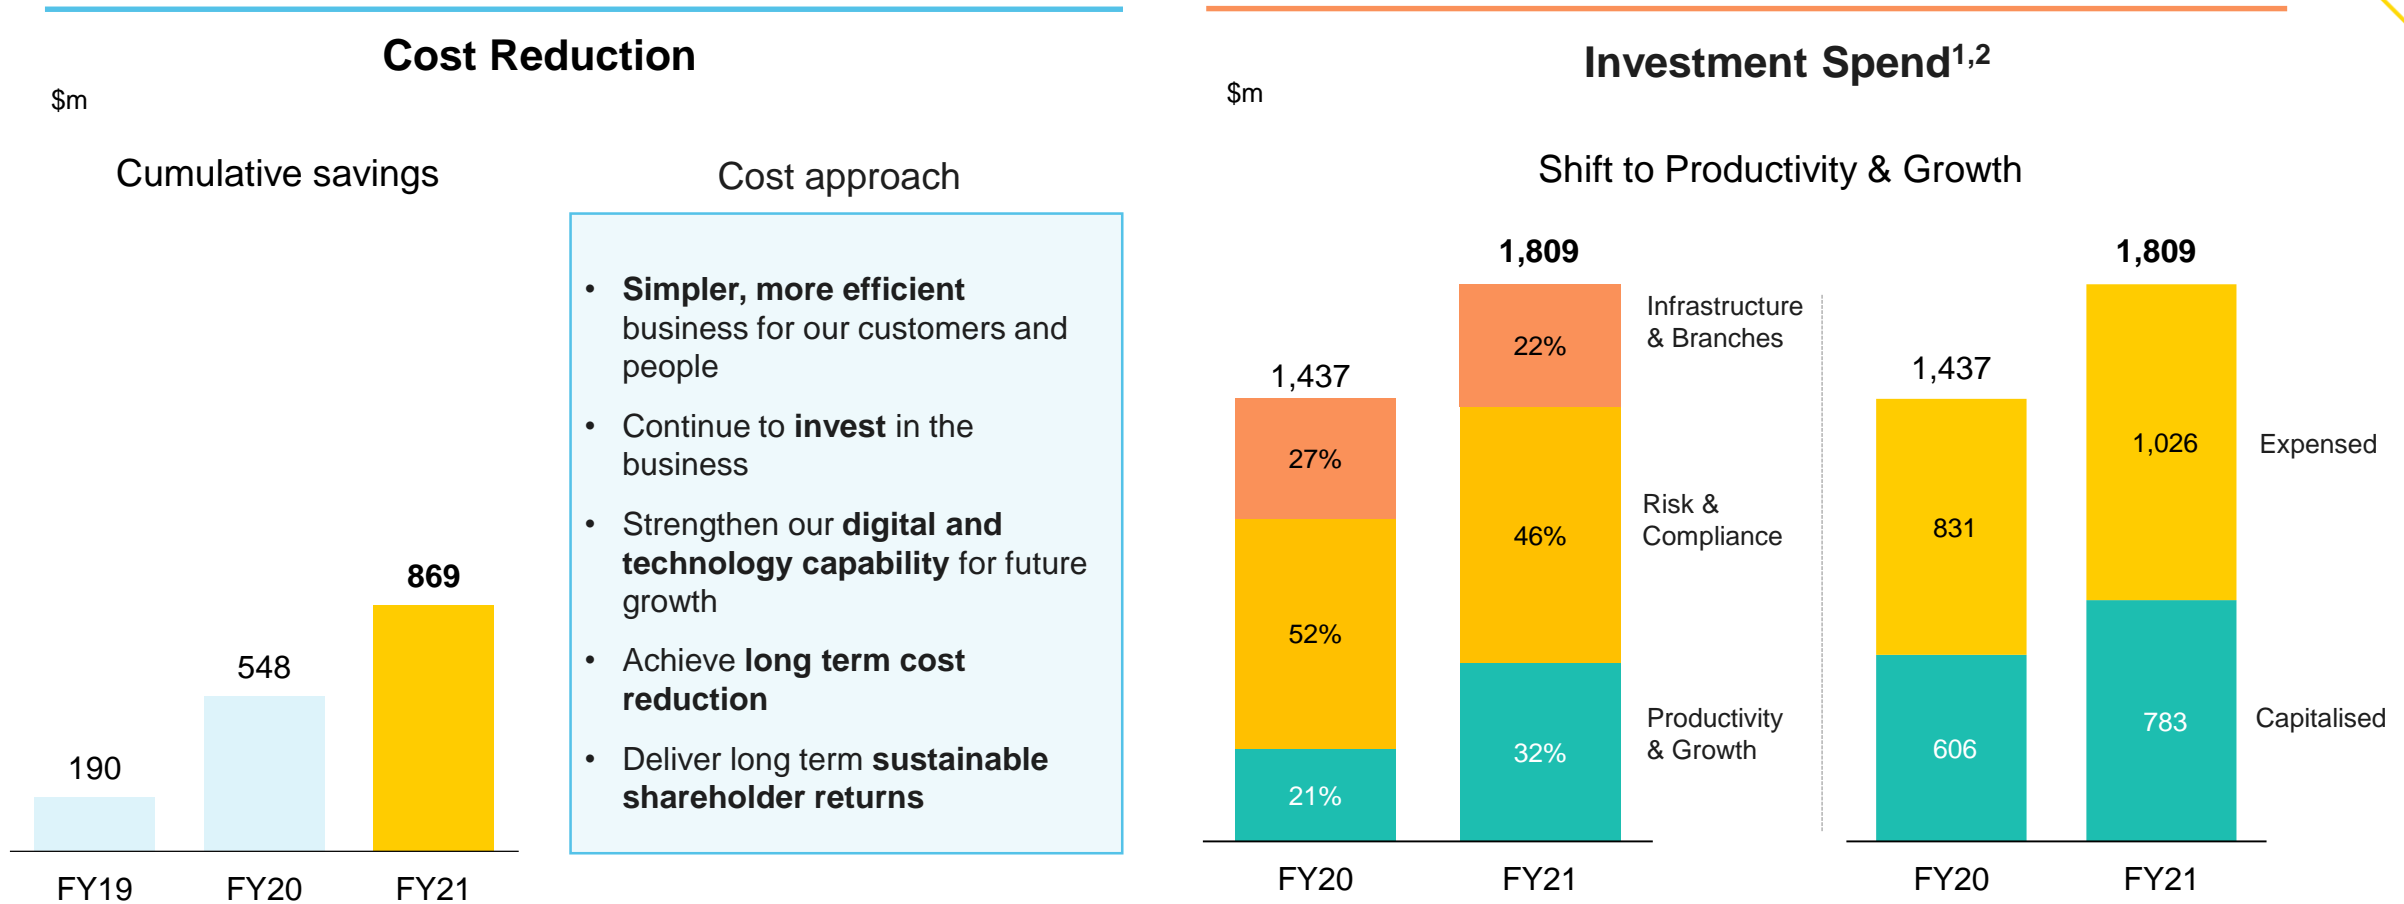 Cost Reduction
$m
Cumulative savings
869
548
190
FY19 FY20 FY21
Cost approach
• Simpler, more efficient
business for our customers and
people
• Continue to invest in the
business
• Strengthen our digital and
technology capability for future
growth
• Achieve long term cost
reduction
• Deliver long term sustainable
shareholder returns
Investment Spend1,2
$m
Shift to Productivity & Growth
1,437
27%
52%
21%
1,809
22%
46%
32%
FY20 FY21
Infrastructure
& Branches
Risk &
Compliance
Productivity
& Growth
1,437
831
606
1,809
1,026
783
FY20 FY21
Expensed
Capitalised